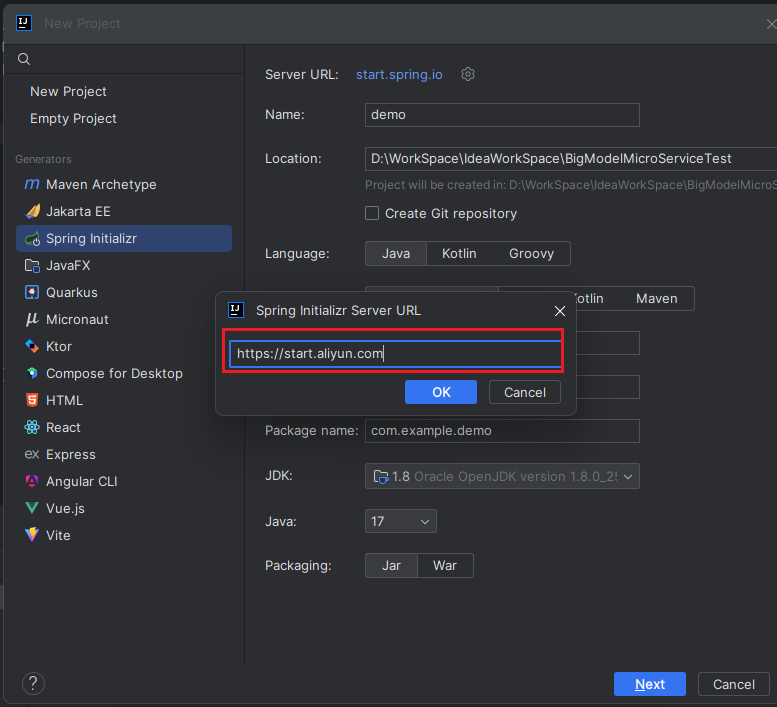 New Project
New Project
Empty Project
Generators
Maven Archetype
Jakarta EE
Spring Initializr
JavaFX
Quarkus
Micronaut
Ktor
Compose for Desktop
HTML
React
ex Express
Angular CLI
Vue.js
Vite
?
Server URL: start.spring.io
Name: demo
Location: D:\WorkSpace\IdeaWorkSpace\BigModelMicroServiceTest
Project will be created in: D:\WorkSpace\IdeaWorkSpace\BigModelMicroS
Create Git repository
Language: Java Kotlin Groovy
otlin Maven
Spring Initializr Server URL
https://start.aliyun.com
OK Cancel
Package name: com.example.demo
JDK: 1.8 Oracle OpenJDK version 1.8.0_25
Java: 17
Packaging: Jar War
Next Cancel